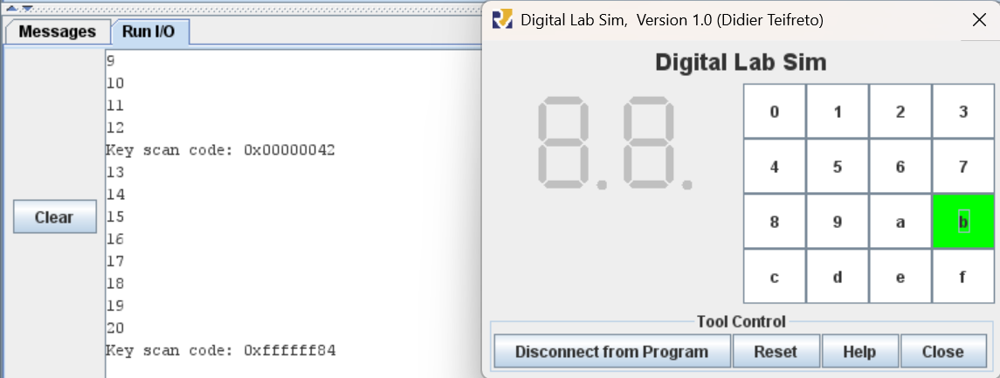 Messages
Run I/O
Clear
9
10
11
12
Key scan code: 0x00000042
13
14
15
16
17
18
19
20
Key scan code: 0xffffff84
Digital Lab Sim, Version 1.0 (Didier Teifreto)
Digital Lab Sim
8.8.
0 1 2 3
4 5 6 7
8 9 a b
c d e f
Tool Control
Disconnect from Program
Reset
Help
Close